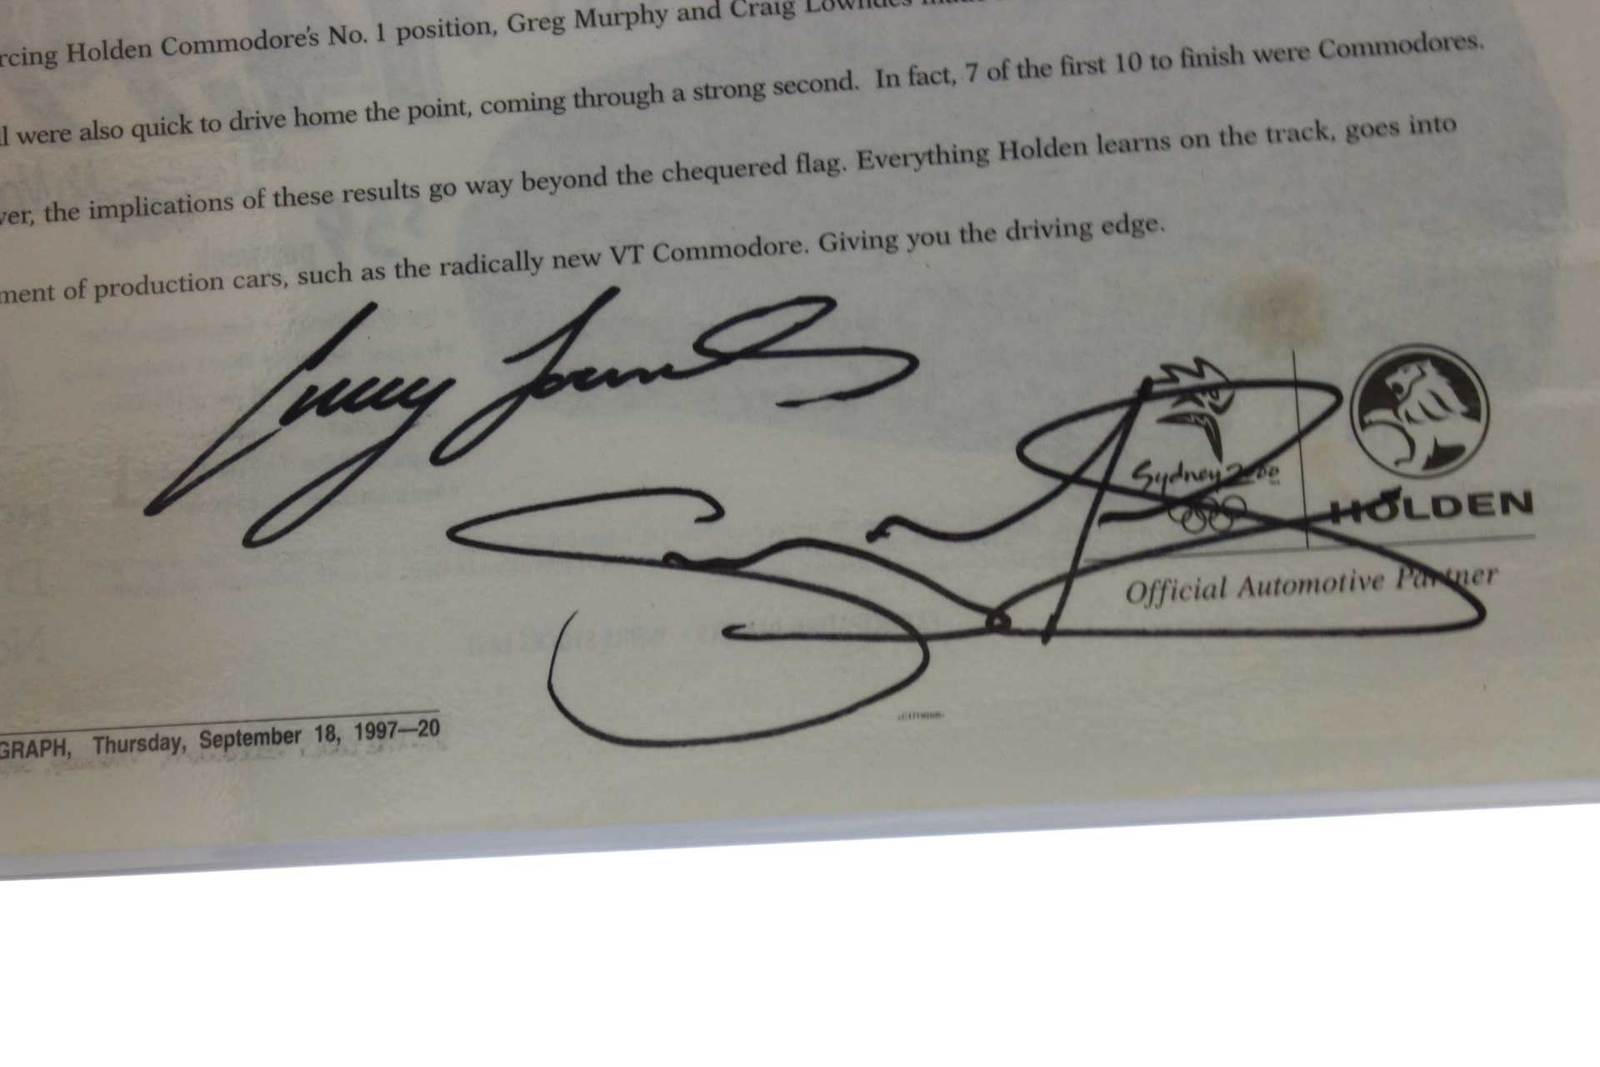 rcing Holden Commodore's No. 1 position, Greg Murphy and Craig Lowndes
ll were also quick to drive home the point, coming through a strong second. In fact, 7 of the first 10 to finish were Commodores.
ver, the implications of these results go way beyond the chequered flag. Everything Holden learns on the track, goes into
ment of production cars, such as the radically new VT Commodore. Giving you the driving edge.
Sydney 2000
HOLDEN
Official Automotive Partner
GRAPH, Thursday, September 18, 1997—20